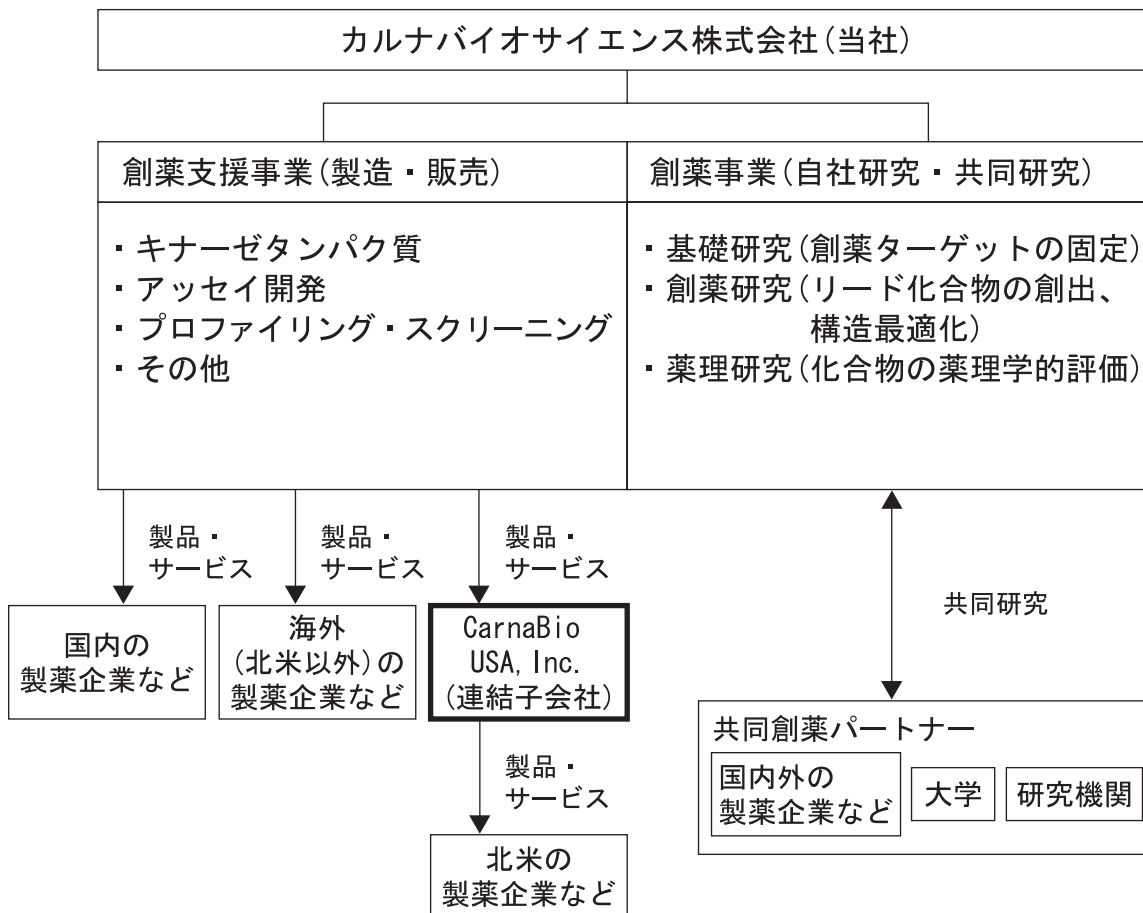 カルナバイオサイエンス株式会社(当社)
創薬支援事業(製造・販売)
・キナーゼタンパク質
・アッセイ開発
・プロファイリング・スクリーニング
・その他
創薬事業(自社研究・共同研究)
・基礎研究(創薬ターゲットの固定)
・創薬研究(リード化合物の創出、
構造最適化)
・薬理研究(化合物の薬理学的評価)
製品・
サービス
製品・
サービス
製品・
サービス
国内の
製薬企業など
海外
(北米以外)の
製薬企業など
CarnaBio
USA, Inc.
(連結子会社)
製品・
サービス
北米の
製薬企業など
共同研究
共同創薬パートナー
国内外の
製薬企業など
大学
研究機関